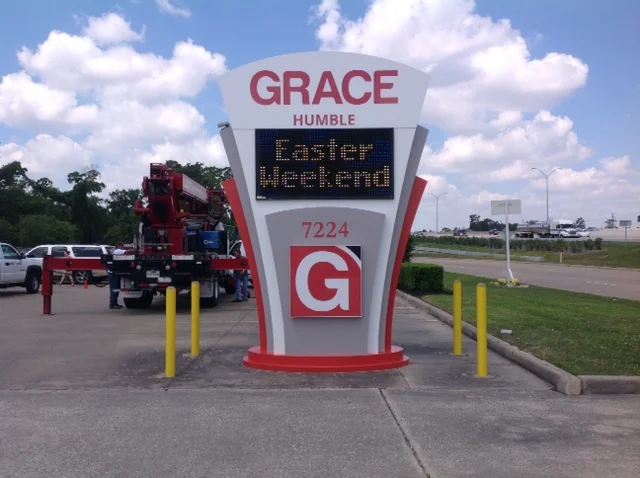 GRACE
HUMBLE
Easter
Weekend
7224
G